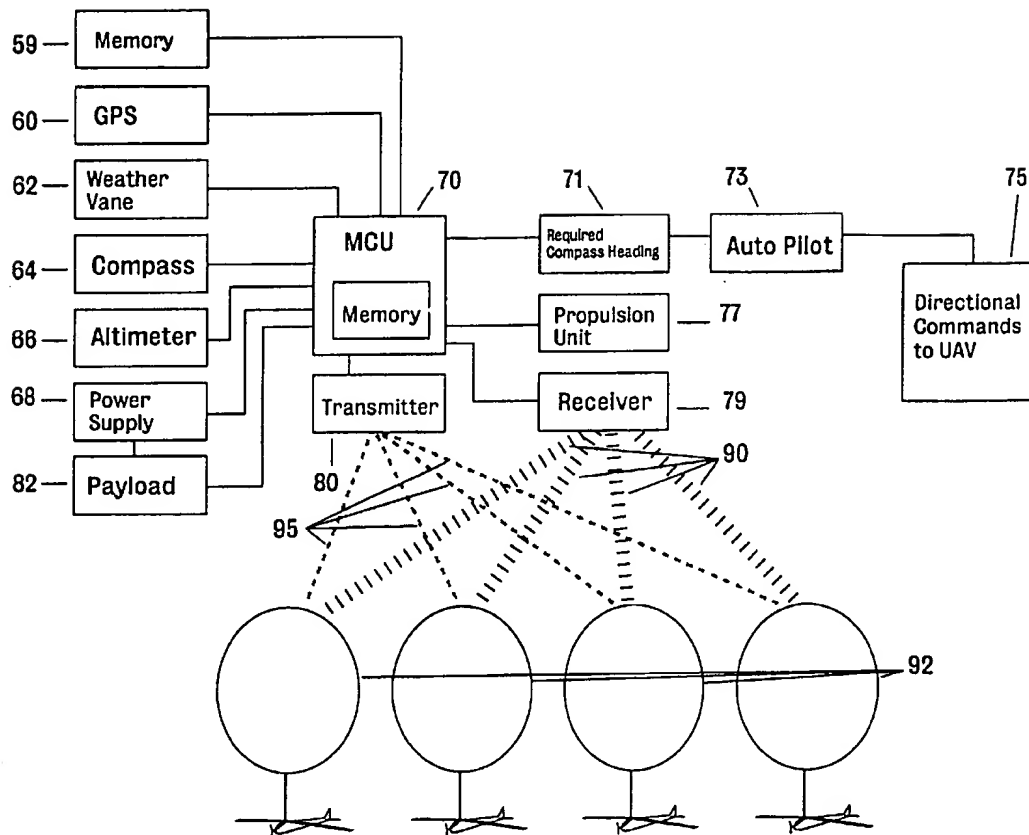 59
Memory
60
GPS
62
Weather
Vane
64
Compass
66
Altimeter
68
Power
Supply
82
Payload
70
MCU
Memory
71
Required
Compass Heading
73
Auto Pilot
75
Directional
Commands
to UAV
Propulsion
Unit
77
Transmitter
80
Receiver
79
90
95
92